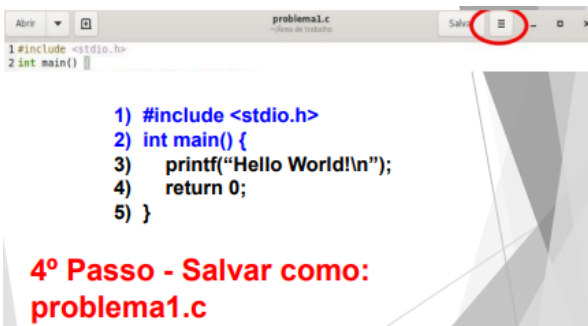 Abrir
problema1.c
~/Área de trabalho
Salvar
1 #include <stdio.h>
2 int main() {
1) #include <stdio.h>
2) int main() {
3) printf(“Hello World!\n”);
4) return 0;
5) }
4º Passo - Salvar como:
problema1.c